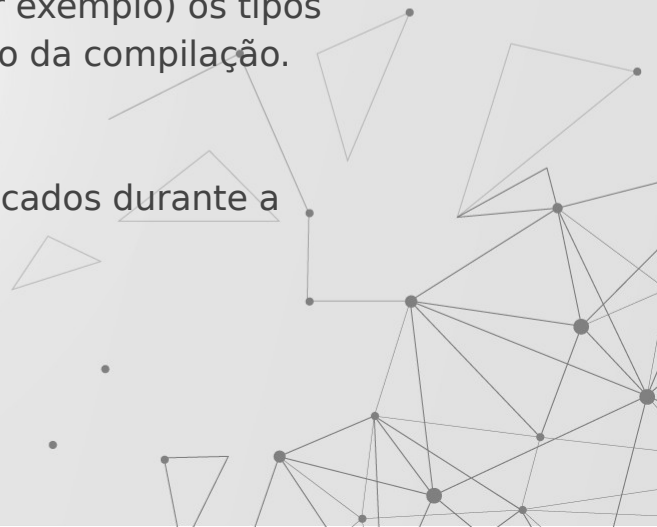 exemplo) os tipos
o da compilação.
cados durante a